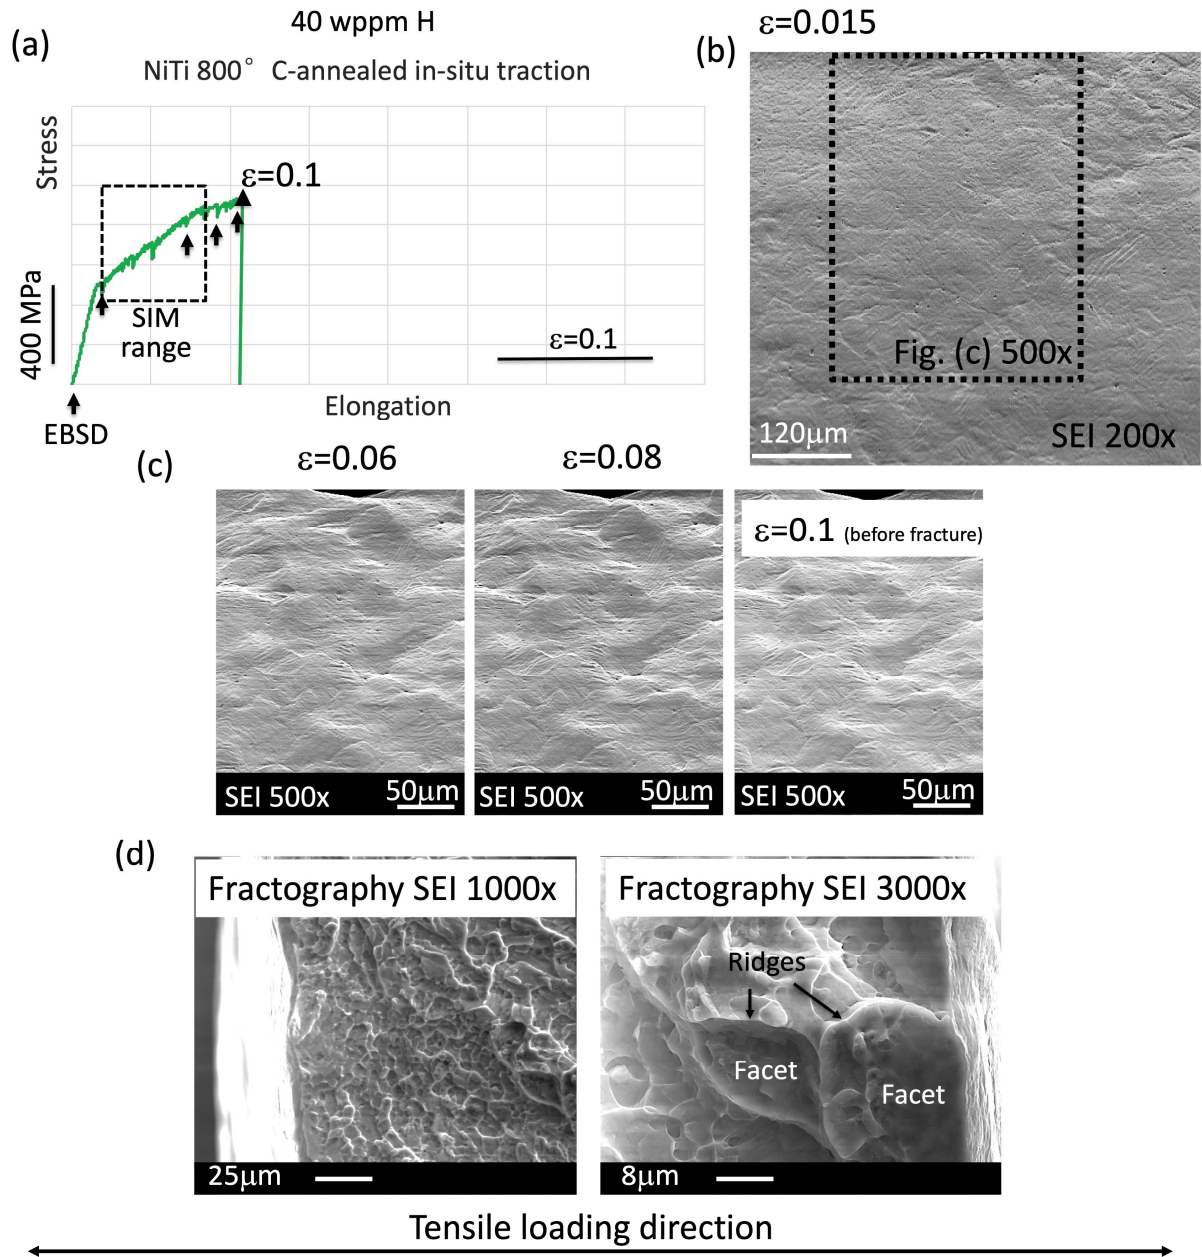 40 wppm H
(a)
NiTi 800° C-annealed in-situ traction
Stress
400 MPa
ε=0.1
SIM
range
ε=0.1
Elongation
EBSD
(b)
ε=0.015
Fig. (c) 500x
120μm
SEI 200x
(c)
ε=0.06
ε=0.08
ε=0.1 (before fracture)
SEI 500x
50μm
SEI 500x
50μm
SEI 500x
50μm
(d)
Fractography SEI 1000x
25μm
Fractography SEI 3000x
Ridges
Facet
Facet
8μm
Tensile loading direction